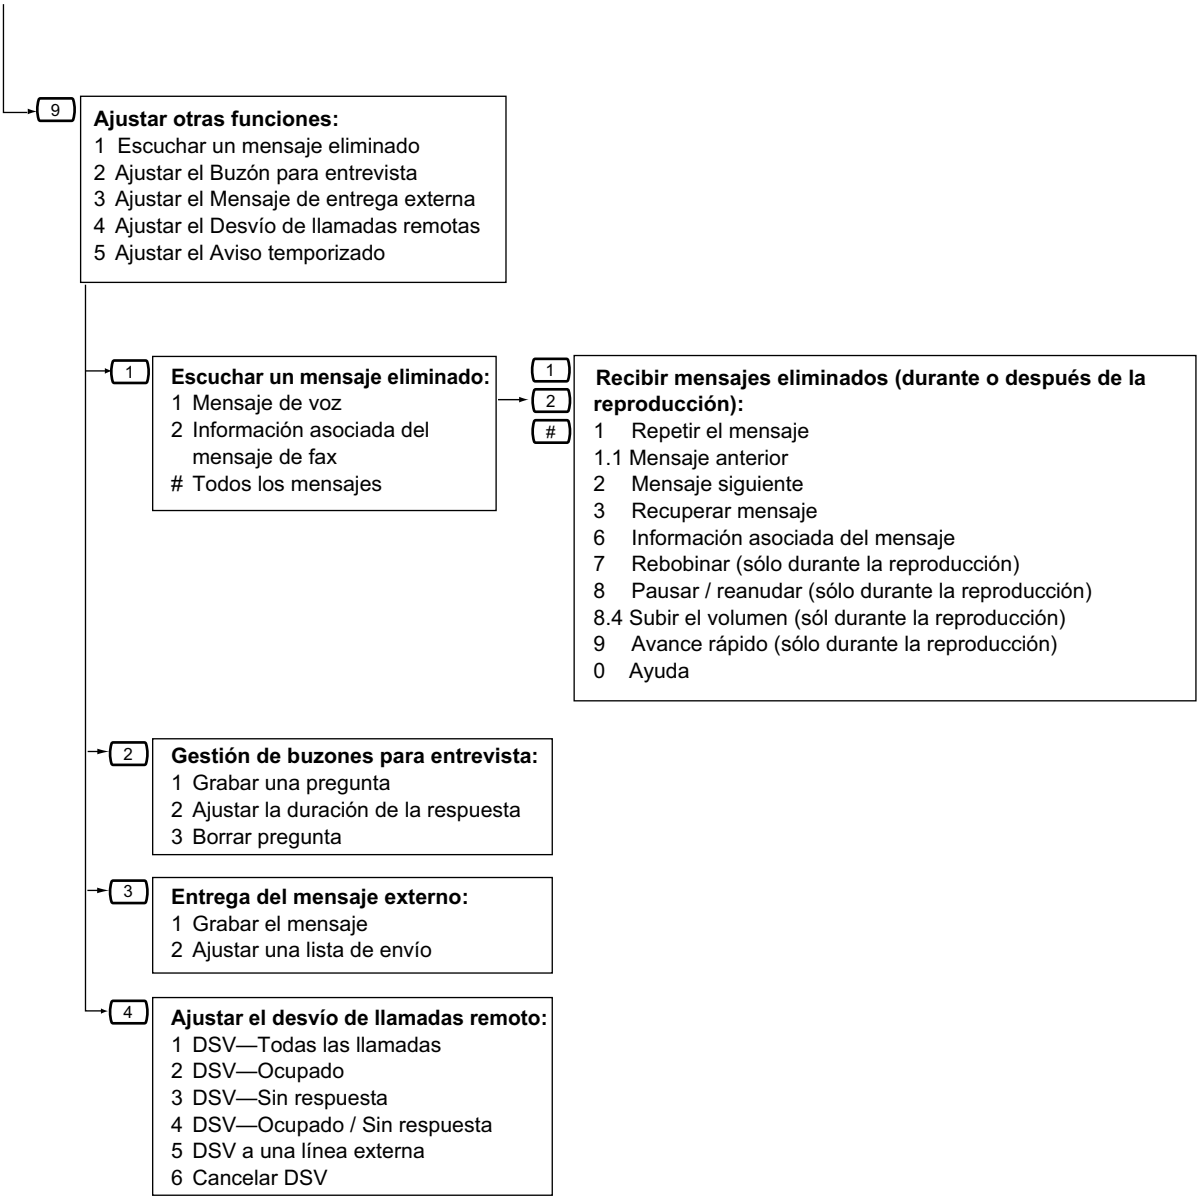 9
Ajustar otras funciones:
1 Escuchar un mensaje eliminado
2 Ajustar el Buzón para entrevista
3 Ajustar el Mensaje de entrega externa
4 Ajustar el Desvío de llamadas remotas
5 Ajustar el Aviso temporizado
1
Escuchar un mensaje eliminado:
1 Mensaje de voz
2 Información asociada del
mensaje de fax
# Todos los mensajes
1
2
#
Recibir mensajes eliminados (durante o después de la
reproducción):
1 Repetir el mensaje
1.1 Mensaje anterior
2 Mensaje siguiente
3 Recuperar mensaje
6 Información asociada del mensaje
7 Rebobinar (sólo durante la reproducción)
8 Pausar / reanudar (sólo durante la reproducción)
8.4 Subir el volumen (sól durante la reproducción)
9 Avance rápido (sólo durante la reproducción)
0 Ayuda
2
Gestión de buzones para entrevista:
1 Grabar una pregunta
2 Ajustar la duración de la respuesta
3 Borrar pregunta
3
Entrega del mensaje externo:
1 Grabar el mensaje
2 Ajustar una lista de envío
4
Ajustar el desvío de llamadas remoto:
1 DSV—Todas las llamadas
2 DSV—Ocupado
3 DSV—Sin respuesta
4 DSV—Ocupado / Sin respuesta
5 DSV a una línea externa
6 Cancelar DSV